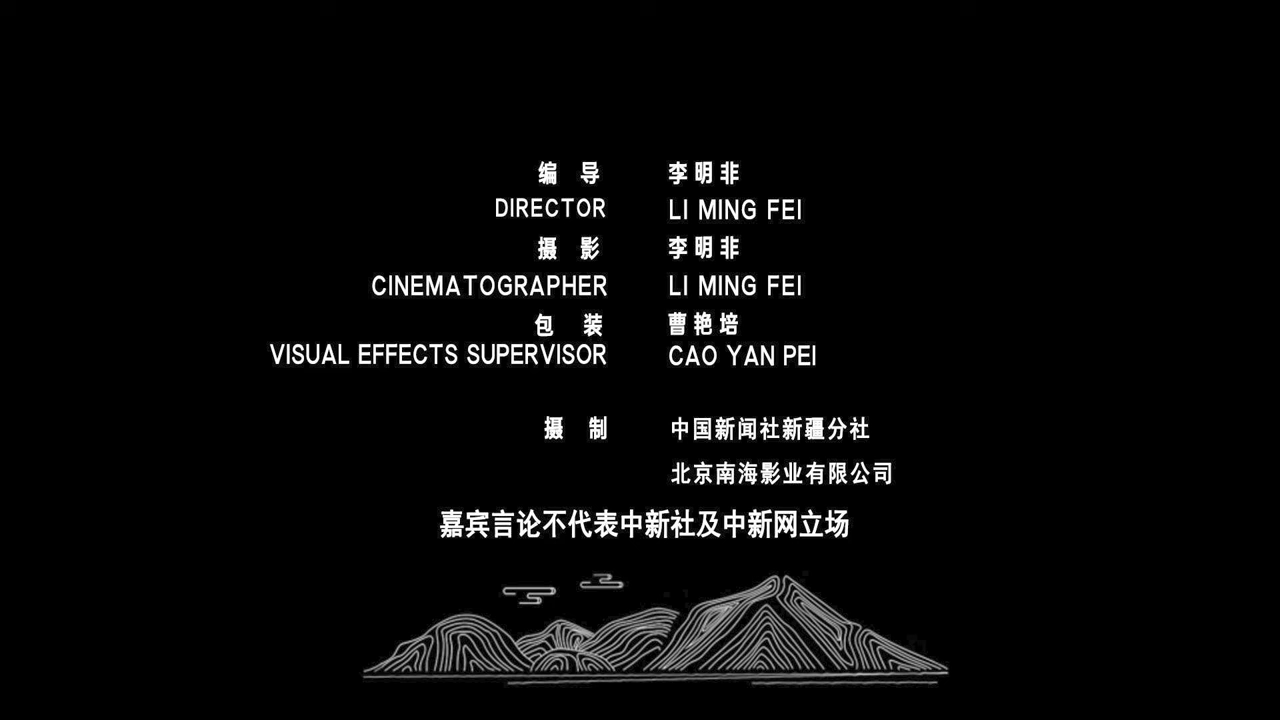 编 导 李明非
DIRECTOR LI MING FEI
摄 影 李明非
CINEMATOGRAPHER LI MING FEI
包 装 曹艳培
VISUAL EFFECTS SUPERVISOR CAO YAN PEI
摄 制 中国新闻社新疆分社
北京南海影业有限公司
嘉宾言论不代表中新社及中新网立场